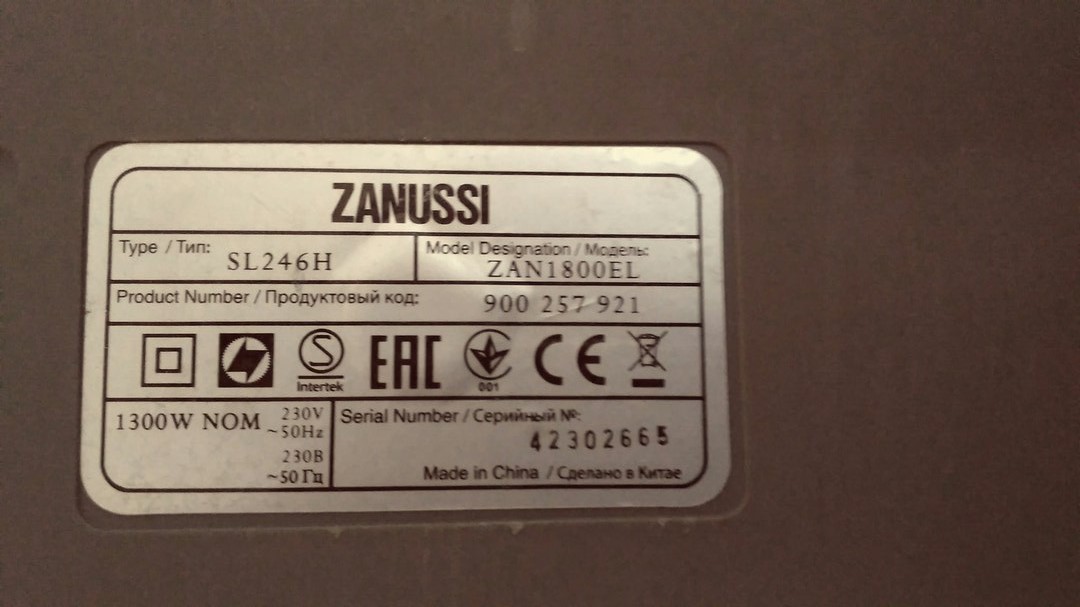 ZANUSSI
Type / Тип: SL246H
Model Designation / Модель: ZAN1800EL
Product Number / Продуктовый код: 900 257 921
S
Intertek
EAC
001
CE
1300W NOM 230V
~50Hz
230В
~50 Гц
Serial Number / Серийный №:
42302665
Made in China / Сделано в Китае